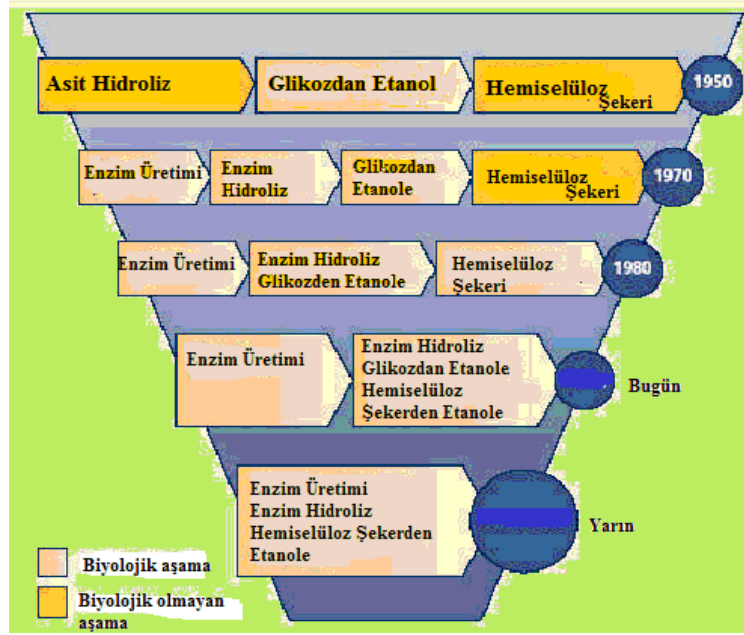 Asit Hidroliz
Glikozdan Etanol
Hemiselüloz
Şekeri
1950
Enzim Üretimi
Enzim
Hidroliz
Glikozdan
Etanole
Hemiselüloz
Şekeri
1970
Enzim Üretimi
Enzim Hidroliz
Glikozden Etanole
Hemiselüloz
Şekeri
1980
Enzim Üretimi
Enzim Hidroliz
Glikozdan Etanole
Hemiselüloz
Şekerden Etanole
Bugün
Enzim Üretimi
Enzim Hidroliz
Hemiselüloz Şekerden
Etanole
Yarın
Biyolojik aşama
Biyolojik olmayan
aşama